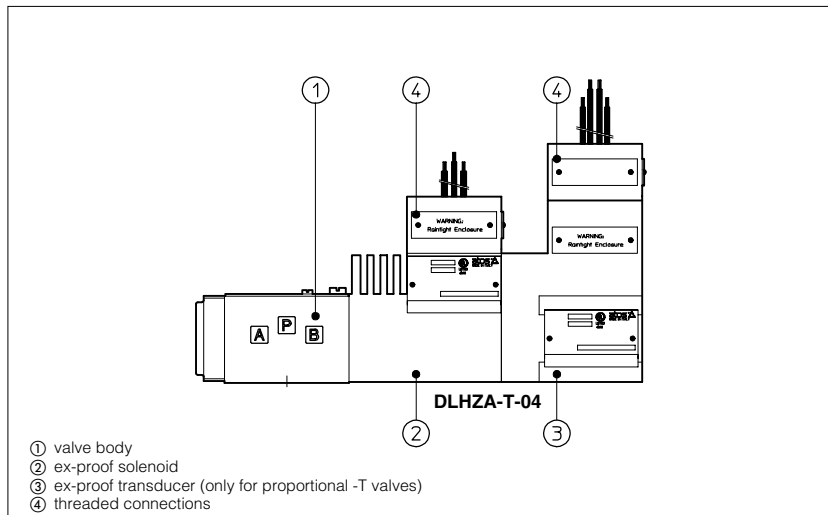 ① ④ ④
WARNING:
Raintight Enclosure
WARNING:
Raintight Enclosure
A P B
DLHZA-T-04
② ③
① valve body
② ex-proof solenoid
③ ex-proof transducer (only for proportional -T valves)
④ threaded connections